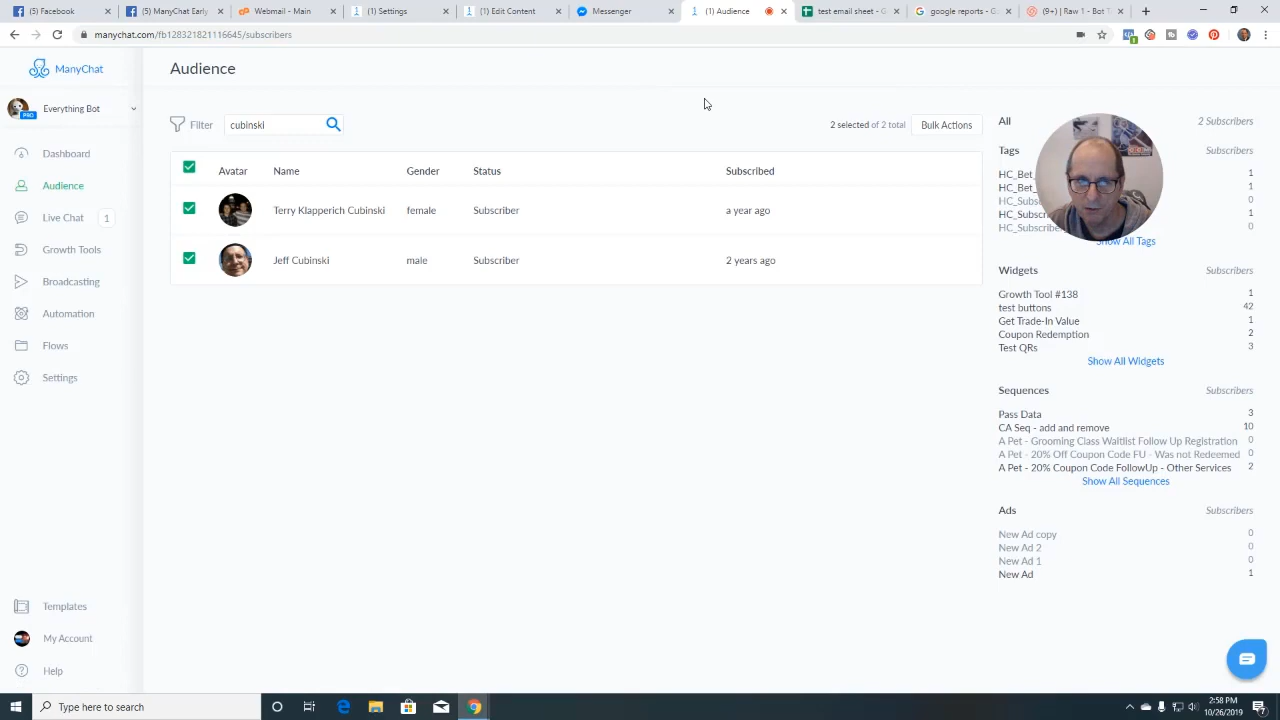 (5) Facebook
(5) ManyChat Early
Webmail - Main
(1) Settings
(1) Edit Content
Messenger
(1) Audience
test email sheet - G
google reports - G
(9+) | Raw 1 - Bot T
manychat.com/fb128321821116645/subscribers
ManyChat
Audience
Everything Bot
PRO
Filter
cubinski
2 selected of 2 total
Bulk Actions
All 2 Subscribers
Dashboard
Audience
Live Chat 1
Growth Tools
Broadcasting
Automation
Flows
Settings
Templates
My Account
Help
Avatar Name Gender Status Subscribed
Terry Klapperich Cubinski female Subscriber a year ago
Jeff Cubinski male Subscriber 2 years ago
Tags Subscribers
HC_Bet 1
HC_Bet_ 1
HC_Subs 0
HC_Subscr 1
HC_Subscribe 0
Show All Tags
Widgets Subscribers
Growth Tool #138 1
test buttons 42
Get Trade-In Value 1
Coupon Redemption 2
Test QRs 3
Show All Widgets
Sequences Subscribers
Pass Data 3
CA Seq - add and remove 10
A Pet - Grooming Class Waitlist Follow Up Registration 0
A Pet - 20% Off Coupon Code FU - Was not Redeemed 0
A Pet - 20% Coupon Code FollowUp - Other Services 2
Show All Sequences
Ads Subscribers
New Ad copy 0
New Ad 2 0
New Ad 1 0
New Ad 1
Type here to search
2:58 PM
10/26/2019